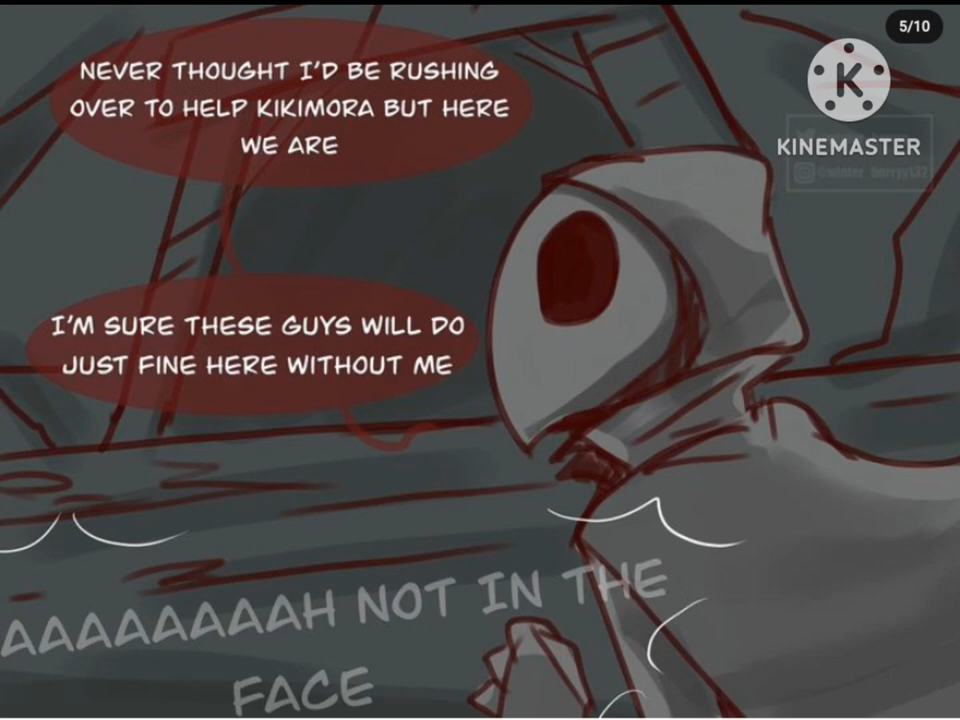 5/10
NEVER THOUGHT I'D BE RUSHING
OVER TO HELP KIKIMORA BUT HERE
WE ARE
K
KINEMASTER
I'M SURE THESE GUYS WILL DO
JUST FINE HERE WITHOUT ME
AAAAAAAAAH NOT IN THE
FACE